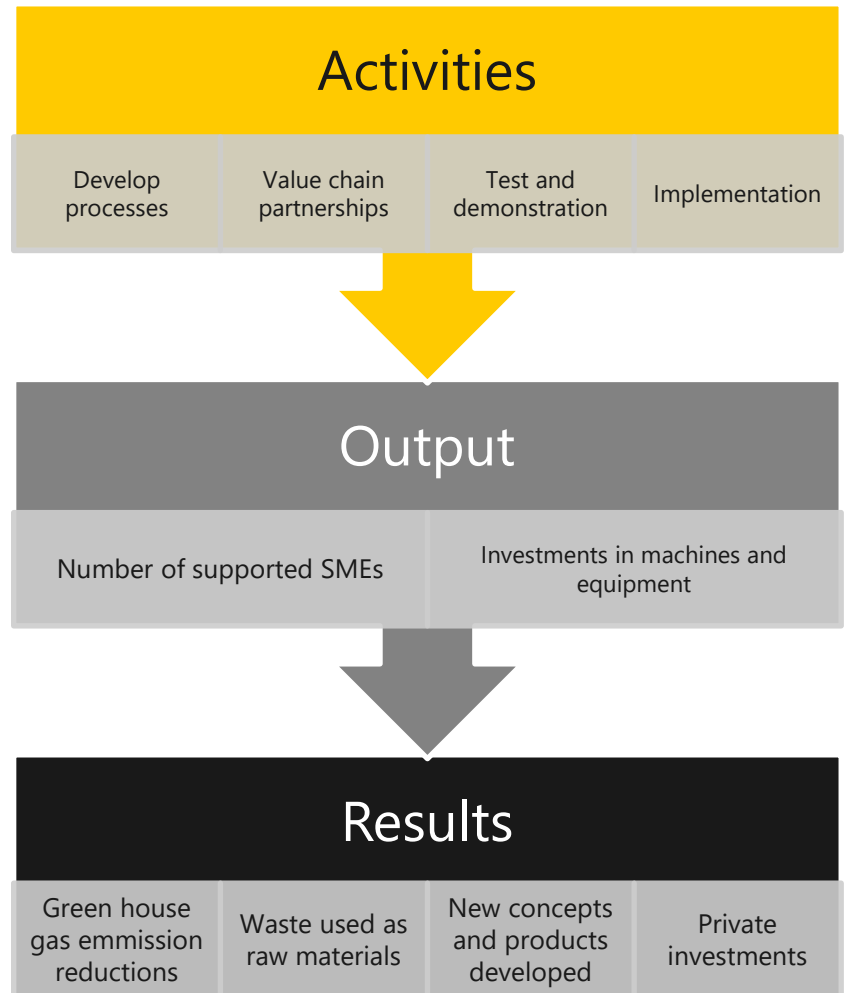 Activities
Develop
processes
Value chain
partnerships
Test and
demonstration
Implementation
Output
Number of supported SMEs
Investments in machines and
equipment
Results
Green house
gas emmission
reductions
Waste used as
raw materials
New concepts
and products
developed
Private
investments